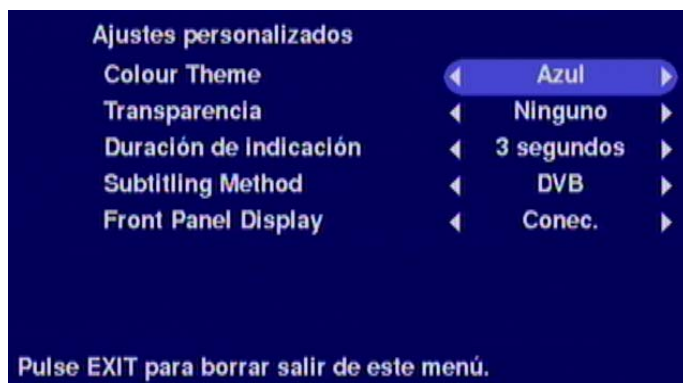 Ajustes personalizados
Colour Theme Azul
Transparencia Ninguno
Duración de indicación 3 segundos
Subtitling Method DVB
Front Panel Display Conec.
Pulse EXIT para borrar salir de este menú.